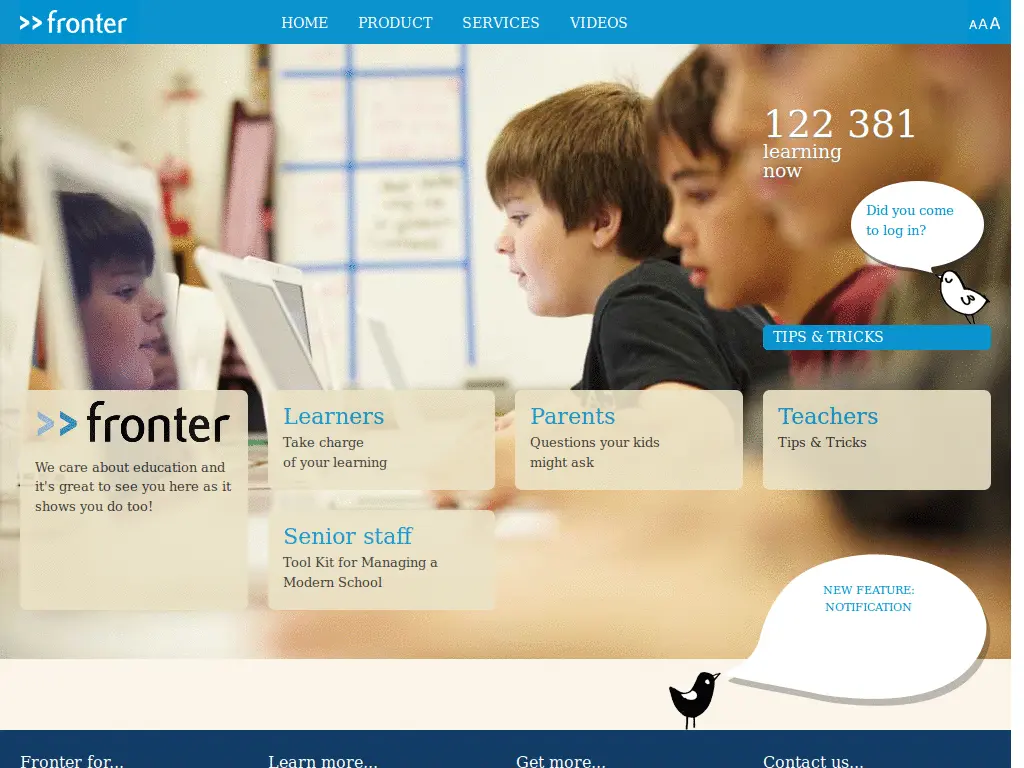 fronter
HOME PRODUCT SERVICES VIDEOS
AAA
122 381
learning
now
Did you come
to log in?
TIPS & TRICKS
fronter
We care about education and
it's great to see you here as it
shows you do too!
Learners
Take charge
of your learning
Parents
Questions your kids
might ask
Teachers
Tips & Tricks
Senior staff
Tool Kit for Managing a
Modern School
NEW FEATURE:
NOTIFICATION
Fronter for... Learn more... Get more... Contact us...